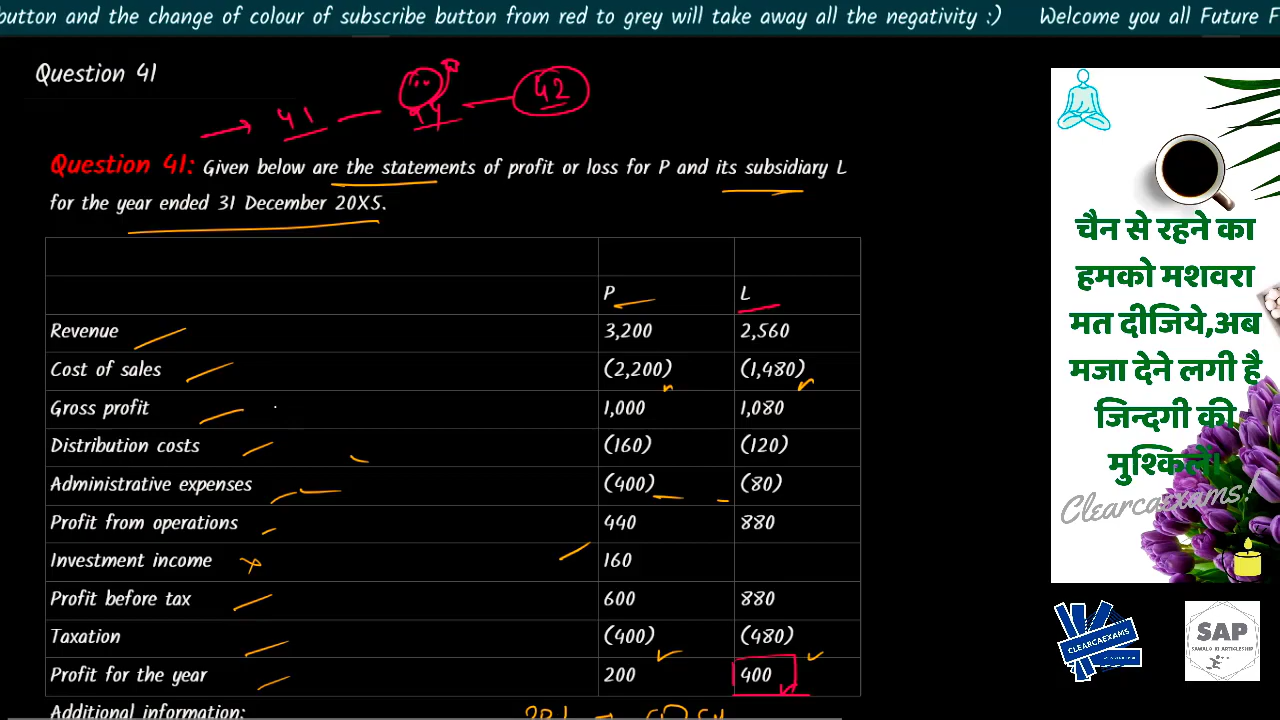 button and the change of colour of subscribe button from red to grey will take away all the negativity :) Welcome you all Future F
Question 41
41 44 42
Question 41: Given below are the statements of profit or loss for P and its subsidiary L
for the year ended 31 December 20X5.
P L
Revenue 3,200 2,560
Cost of sales (2,200) (1,480)
Gross profit 1,000 1,080
Distribution costs (160) (120)
Administrative expenses (400) (80)
Profit from operations 440 880
Investment income 160
Profit before tax 600 880
Taxation (400) (480)
Profit for the year 200 400
Additional information:
चैन से रहने का
हमको मशवरा
मत दीजिये,अब
मजा देने लगी है
जिन्दगी की
मुश्किलें।
Clearcaexams!
CLEARCAEXAMS
SAP
SAWALO KI ARTICLESHIP